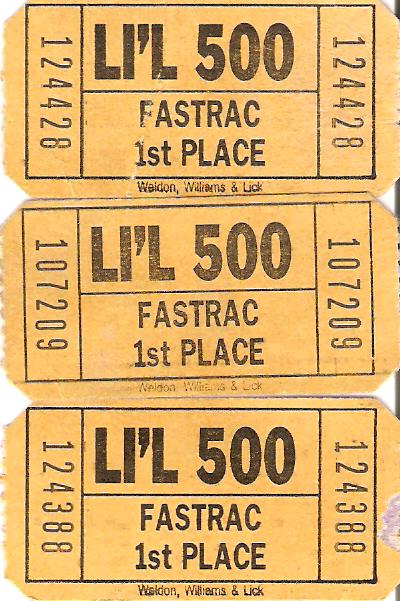 124428
LI'L 500
124428
FASTRAC
1st PLACE
Weldon, Williams & Lick
107209
LI'L 500
107209
FASTRAC
1st PLACE
Weldon, Williams & Lick
124388
LI'L 500
124388
FASTRAC
1st PLACE
Weldon, Williams & Lick